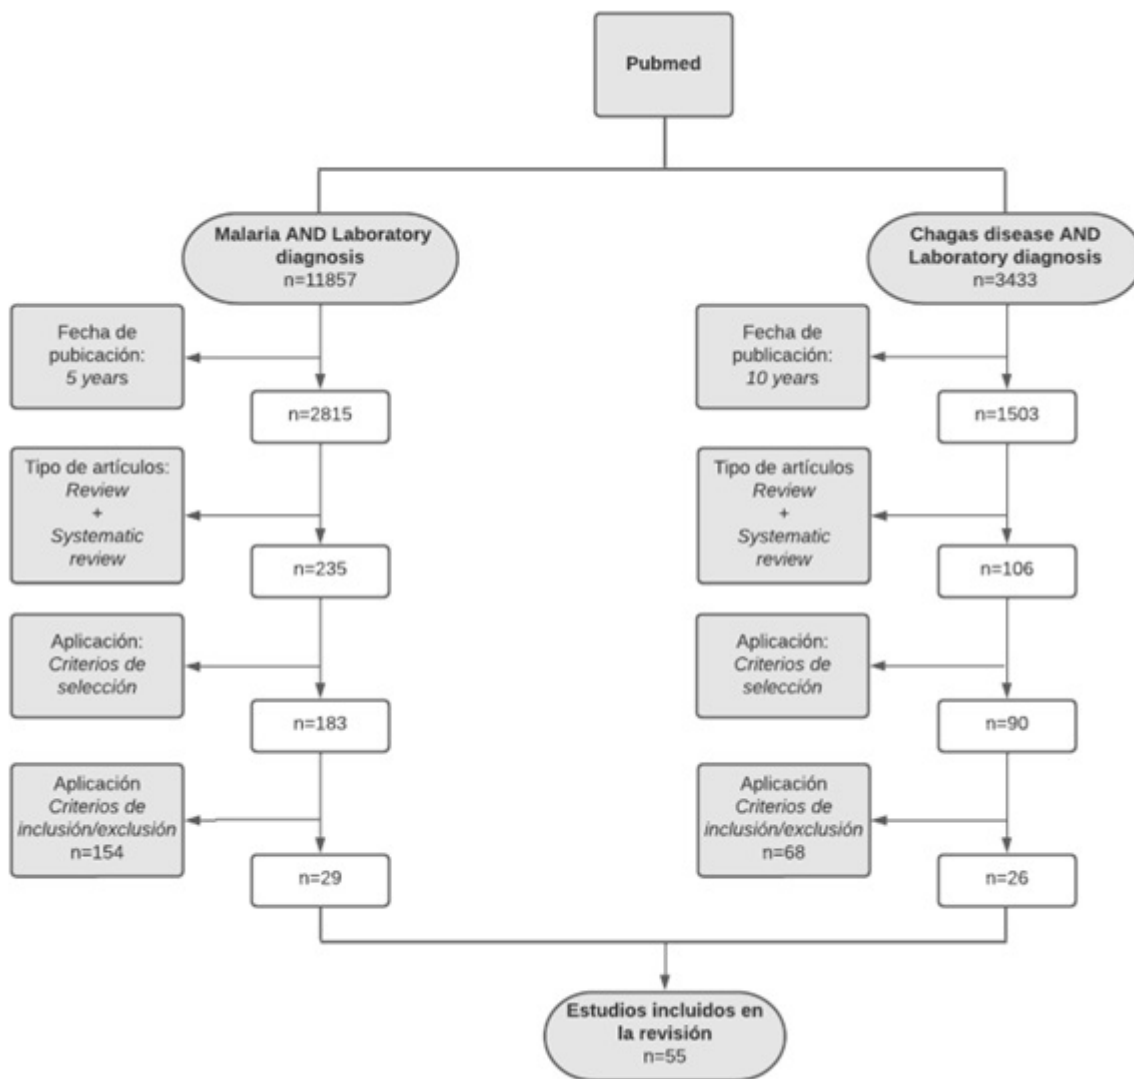 Pubmed
Malaria AND Laboratory
diagnosis
n=11857
Chagas disease AND
Laboratory diagnosis
n=3433
Fecha de
pubicación:
5 years
Fecha de
publicación:
10 years
n=2815
n=1503
Tipo de artículos:
Review
+
Systematic
review
Tipo de artículos
Review
+
Systematic
review
n=235
n=106
Aplicación:
Criterios de
selección
Aplicación:
Criterios de
selección
n=183
n=90
Aplicación
Criterios de
inclusión/exclusión
n=154
Aplicación
Criterios de
inclusión/exclusión
n=68
n=29
n=26
Estudios incluidos en
la revisión
n=55